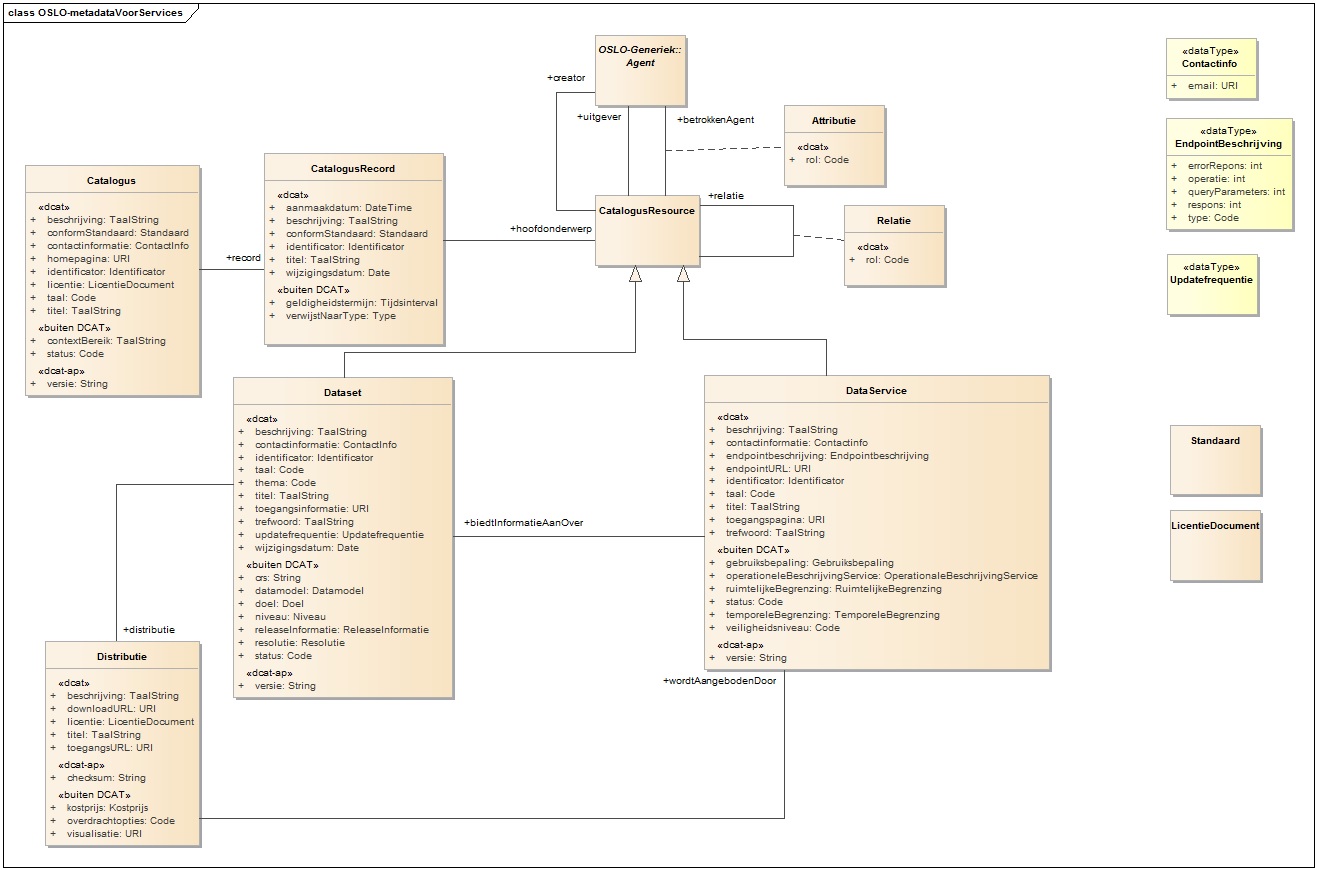 class OSLO-metadataVoorServices
OSLO-Generiek::
Agent
+creator
+uitgever
+betrokkenAgent
Attributie
«dcat»
+ rol: Code
«dataType»
Contactinfo
+ email: URI
«dataType»
EndpointBeschrijving
+ errorRepons: int
+ operatie: int
+ queryParameters: int
+ respons: int
+ type: Code
«dataType»
Updatefrequentie
Catalogus
«dcat»
+ beschrijving: TaalString
+ conformStandaard: Standaard
+ contactinformatie: ContactInfo
+ homepagina: URI
+ identificator: Identificator
+ licentie: LicentieDocument
+ taal: Code
+ titel: TaalString
«buiten DCAT»
+ contextBereik: TaalString
+ status: Code
«dcat-ap»
+ versie: String
+record
CatalogusRecord
«dcat»
+ aanmaakdatum: DateTime
+ beschrijving: TaalString
+ conformStandaard: Standaard
+ identificator: Identificator
+ titel: TaalString
+ wijzigingsdatum: Date
«buiten DCAT»
+ geldigheidstermijn: Tijdsinterval
+ verwijstNaarType: Type
+hoofdonderwerp
CatalogusResource
+relatie
Relatie
«dcat»
+ rol: Code
Dataset
«dcat»
+ beschrijving: TaalString
+ contactinformatie: ContactInfo
+ identificator: Identificator
+ taal: Code
+ thema: Code
+ titel: TaalString
+ toegangsinformatie: URI
+ trefwoord: TaalString
+ updatefrequentie: Updatefrequentie
+ wijzigingsdatum: Date
«buiten DCAT»
+ crs: String
+ datamodel: Datamodel
+ doel: Doel
+ niveau: Niveau
+ releaseInformatie: ReleaseInformatie
+ resolutie: Resolutie
+ status: Code
«dcat-ap»
+ versie: String
+biedtInformatieAanOver
DataService
«dcat»
+ beschrijving: TaalString
+ contactinformatie: Contactinfo
+ endpointbeschrijving: Endpointbeschrijving
+ endpointURL: URI
+ identificator: Identificator
+ taal: Code
+ titel: TaalString
+ toegangspagina: URI
+ trefwoord: TaalString
«buiten DCAT»
+ gebruiksbepaling: Gebruiksbepaling
+ operationeleBeschrijvingService: OperationaleBeschrijvingService
+ ruimtelijkeBegrenzing: RuimtelijkeBegrenzing
+ status: Code
+ temporeleBegrenzing: TemporeleBegrenzing
+ veiligheidsniveau: Code
«dcat-ap»
+ versie: String
Standaard
LicentieDocument
+distributie
+wordtAangebodenDoor
Distributie
«dcat»
+ beschrijving: TaalString
+ downloadURL: URI
+ licentie: LicentieDocument
+ titel: TaalString
+ toegangsURL: URI
«dcat-ap»
+ checksum: String
«buiten DCAT»
+ kostprijs: Kostprijs
+ overdrachtopties: Code
+ visualisatie: URI